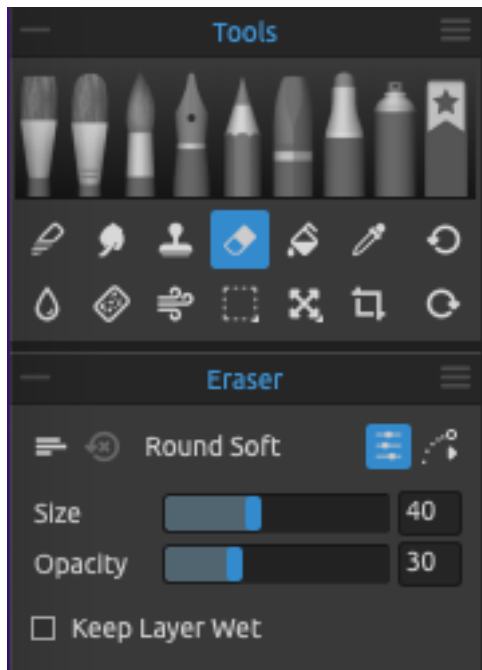 Tools
Eraser
Round Soft
Size 40
Opacity 30
Keep Layer Wet